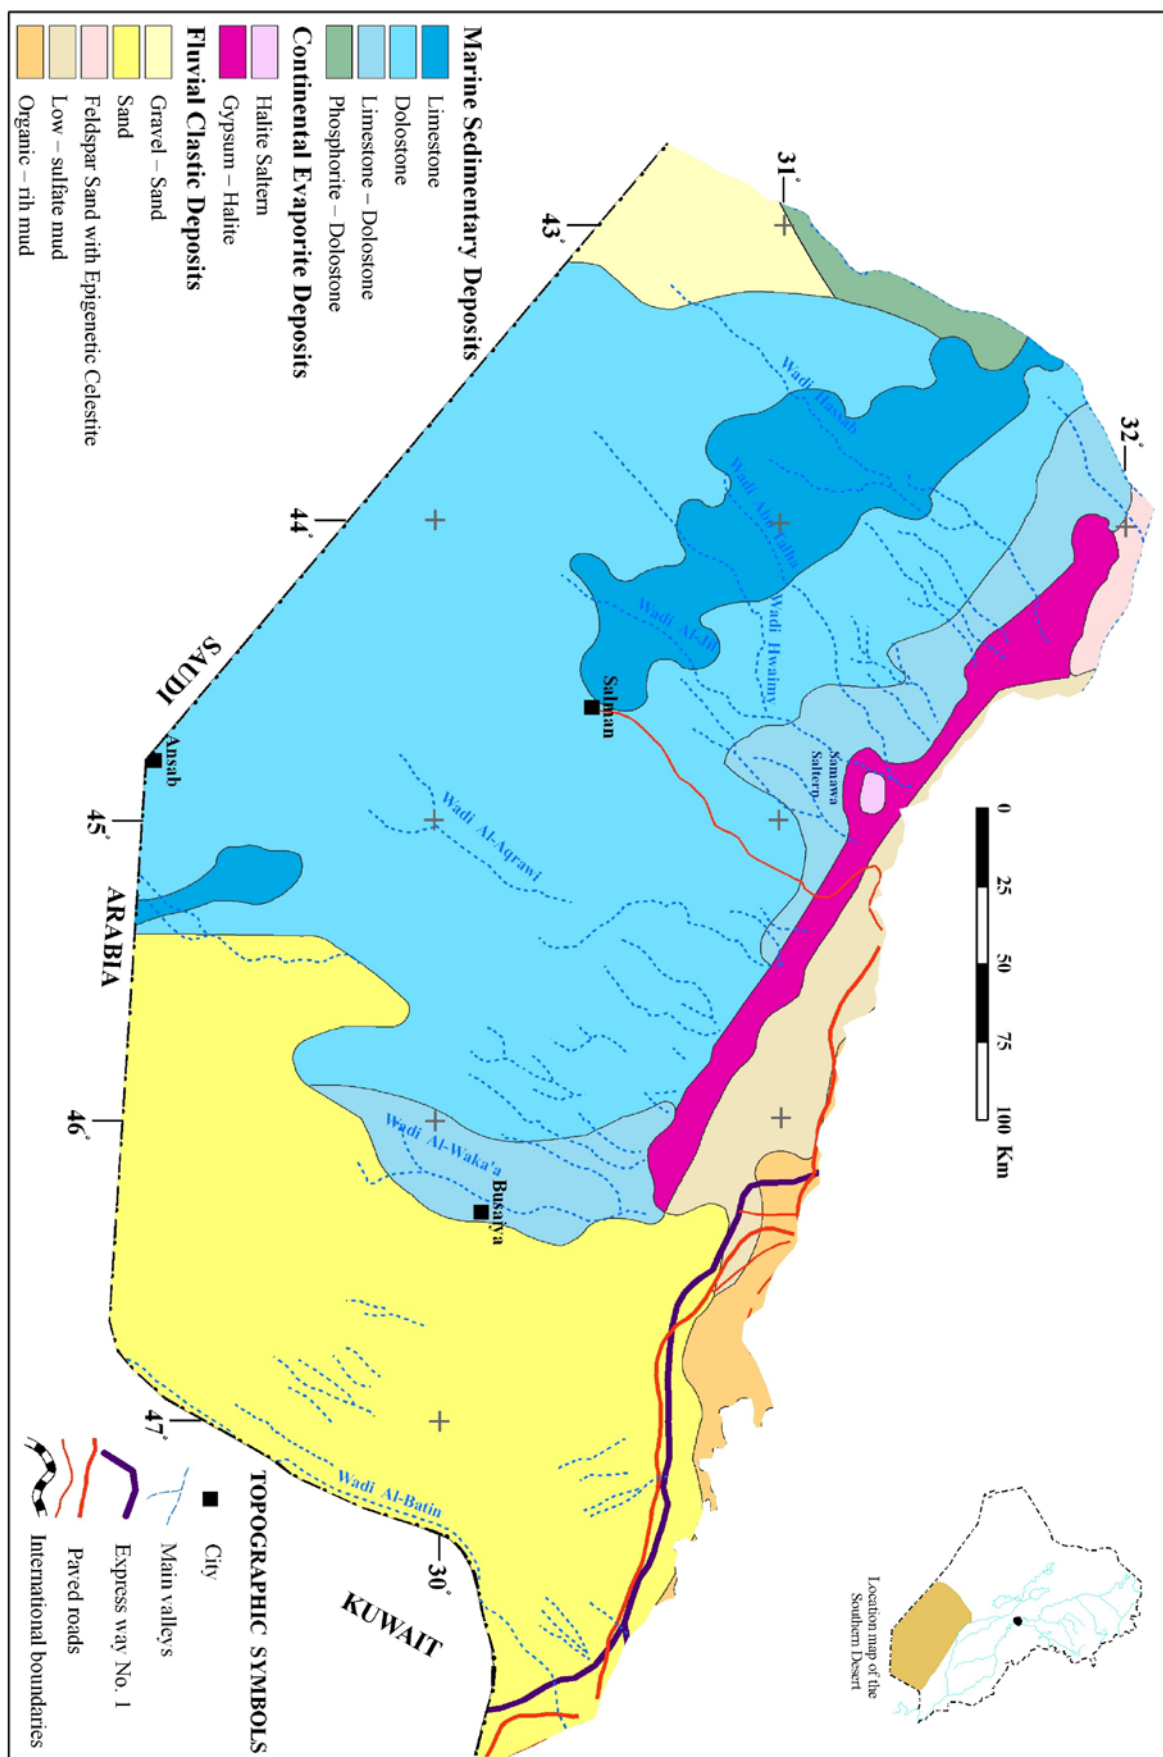 31°
32°
43°
44°
45°
46°
47°
30°
Wadi Hassab
Wadi Abu Talha
Wadi Hwaimy
Wadi Al-Jil
Samawa
Saltern
Salman
Ansab
Wadi Al-Aqrawi
Wadi Al-Waka'a
Busaiya
Wadi Al-Batin
SAUDI
ARABIA
KUWAIT
0 25 50 75 100 Km
Location map of the
Southern Desert
Marine Sedimentary Deposits
Limestone
Dolostone
Limestone – Dolostone
Phosphorite – Dolostone
Continental Evaporite Deposits
Halite Saltern
Gypsum – Halite
Fluvial Clastic Deposits
Gravel – Sand
Sand
Feldspar Sand with Epigenetic Celestite
Low – sulfate mud
Organic – rih mud
TOPOGRAPHIC SYMBOLS
City
Main valleys
Express way No. 1
Paved roads
International boundaries